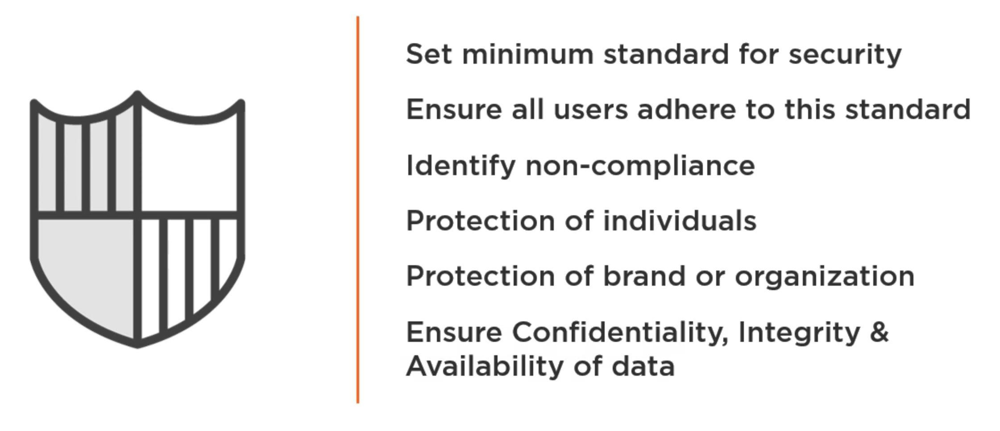 Set minimum standard for security
Ensure all users adhere to this standard
Identify non-compliance
Protection of individuals
Protection of brand or organization
Ensure Confidentiality, Integrity &
Availability of data